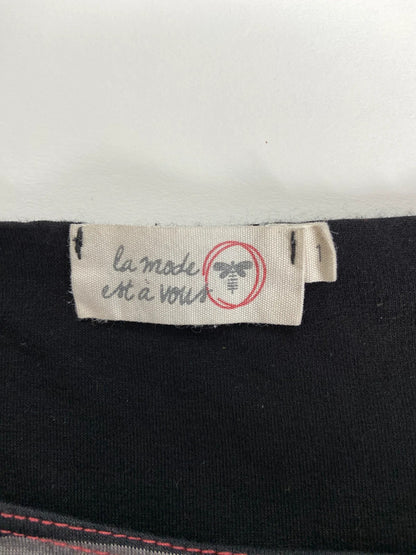 la mode
est à vous
1